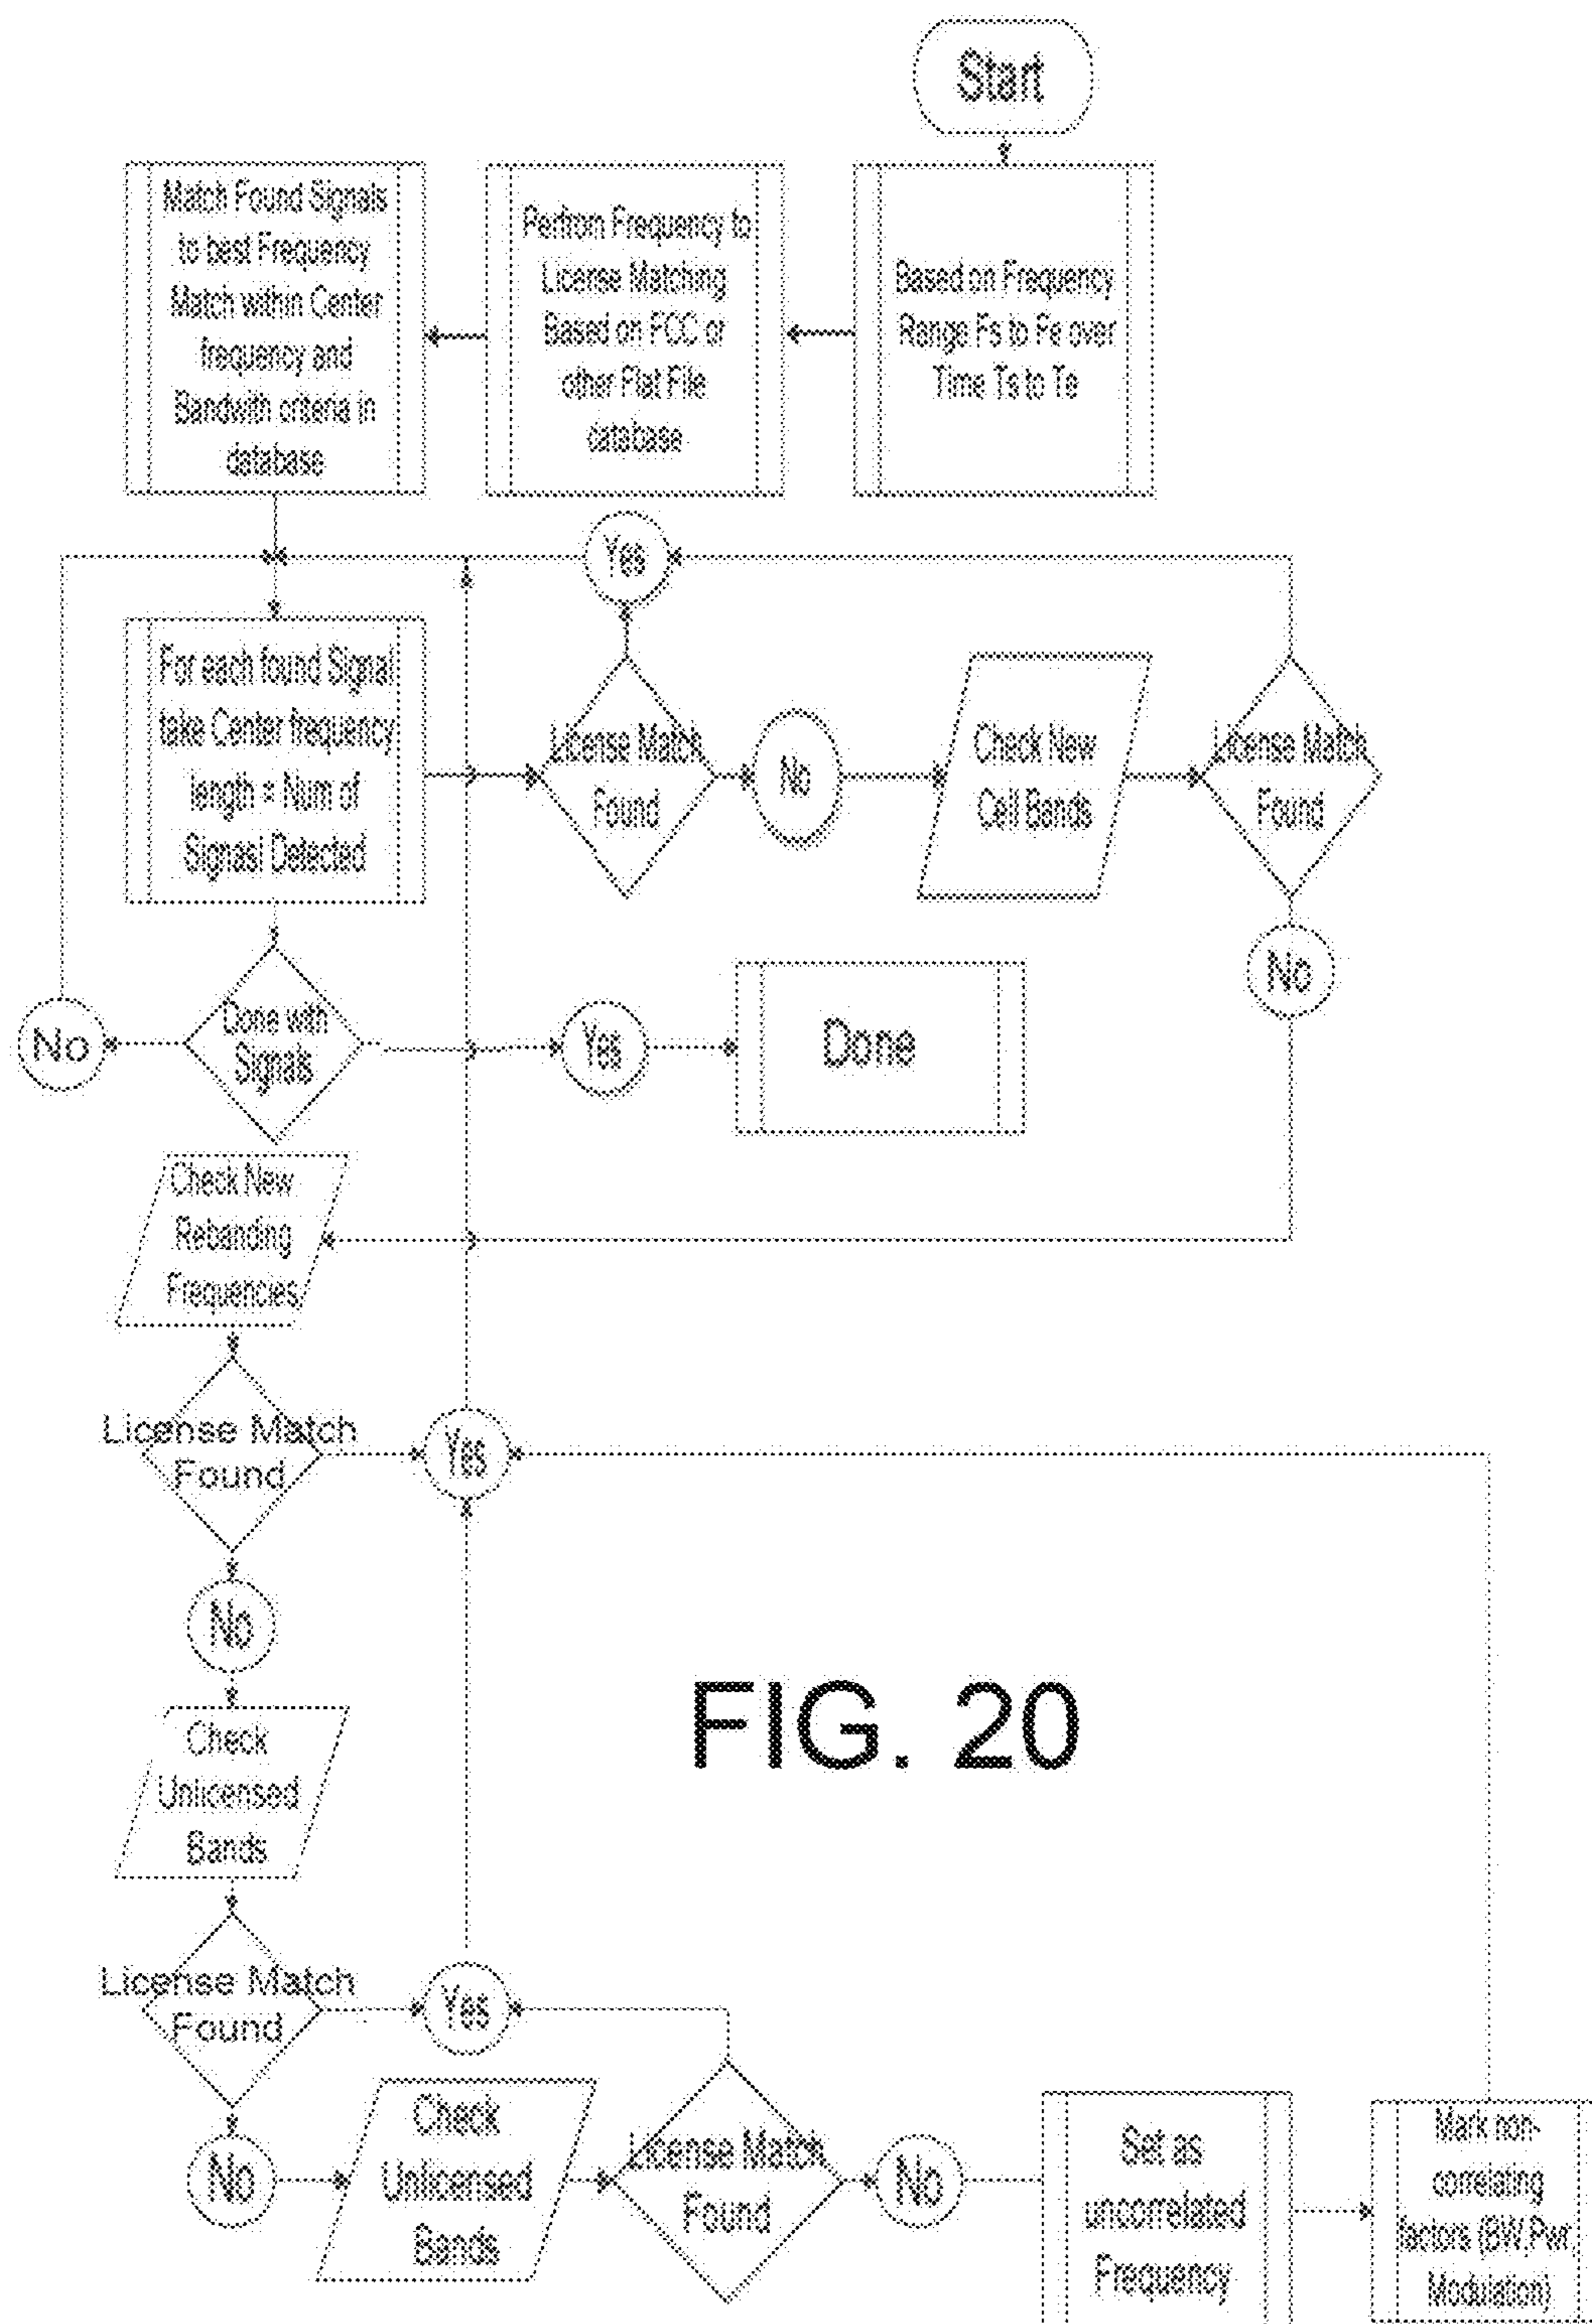 Start
Match Found Signals
to best Frequency
Match within Center
frequency and
Bandwith criteria in
database
Perfrom Frequency to
License Matching
Based on FCC or
other Flat File
database
Based on Frequency
Range Fs to Fe over
Time Ts to Te
Yes
For each found Signal
take Center frequency
length = Num of
Signasl Detected
License Match
Found
No
Check New
Cell Bands
License Match
Found
No
No
Done with
Signals
Yes
Done
Check New
Rebanding
Frequencies
License Match
Found
Yes
No
FIG. 20
Check
Unlicensed
Bands
License Match
Found
Yes
No
Check
Unlicensed
Bands
License Match
Found
No
Set as
uncorrelated
Frequency
Mark non-
correlating
factors (BW,Pwr,
Modulation)